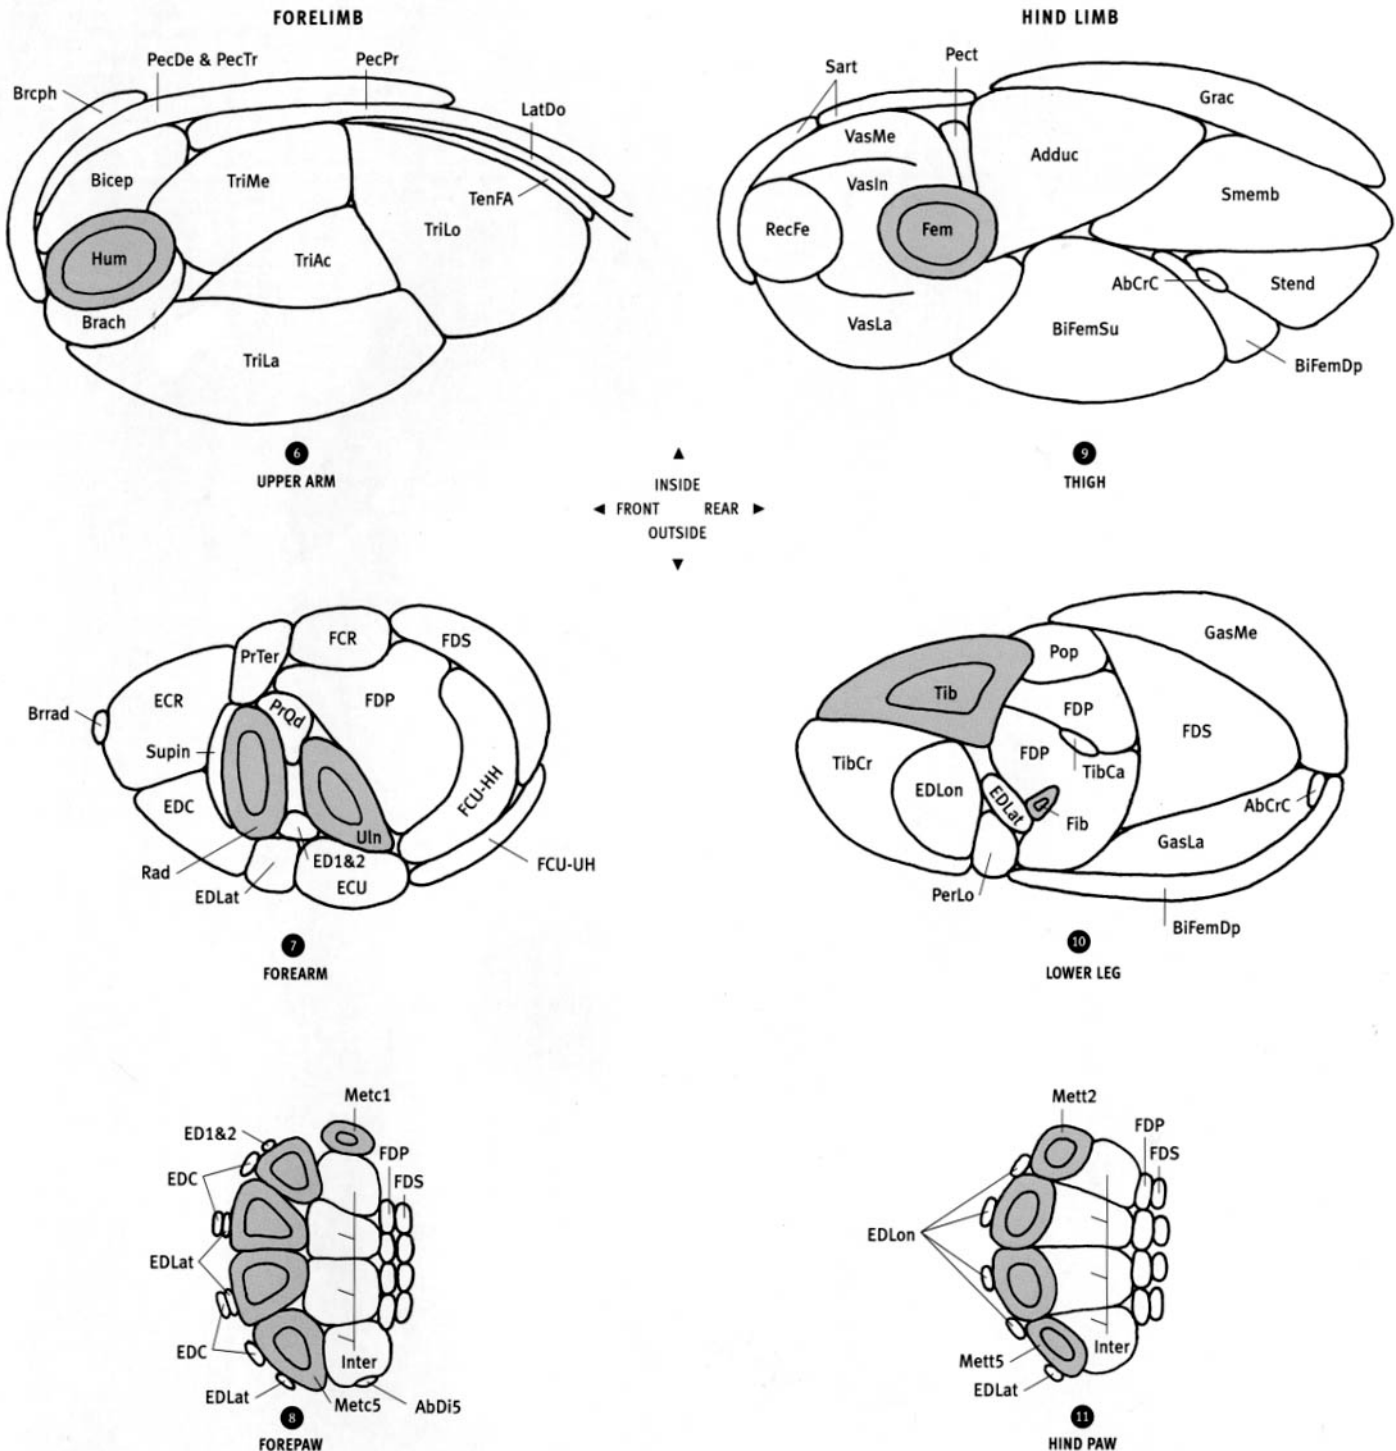 FORELIMB
PecDe & PecTr
PecPr
Brcph
LatDo
Bicep
TriMe
TenFA
TriLo
Hum
TriAc
Brach
TriLa
6
UPPER ARM
HIND LIMB
Sart
Pect
Grac
VasMe
Adduc
VasIn
Smemb
RecFe
Fem
AbCrC
Stend
VasLa
BiFemSu
BiFemDp
9
THIGH
▲
INSIDE
◄ FRONT REAR ►
OUTSIDE
▼
FCR
FDS
PrTer
ECR
FDP
PrQd
Brrad
Supin
EDC
FCU-HH
Uln
ED1&2
FCU-UH
Rad
ECU
EDLat
7
FOREARM
GasMe
Pop
Tib
FDP
FDS
FDP
TibCr
TibCa
EDLon
EDLat
AbCrC
Fib
GasLa
PerLo
BiFemDp
10
LOWER LEG
Metc1
ED1&2
FDP
EDC
FDS
EDLat
EDC
Inter
EDLat
Metc5
AbDi5
8
FOREPAW
Mett2
FDP
FDS
EDLon
Inter
Mett5
EDLat
11
HIND PAW